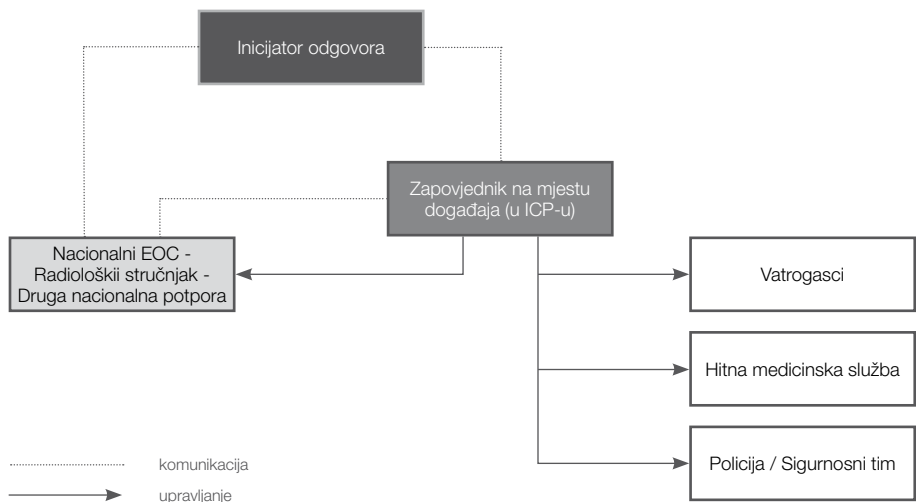 Inicijator odgovora
Zapovjednik na mjestu
događaja (u ICP-u)
Nacionalni EOC -
Radiološkii stručnjak -
Druga nacionalna potpora
Vatrogasci
Hitna medicinska služba
Policija / Sigurnosni tim
komunikacija
upravljanje